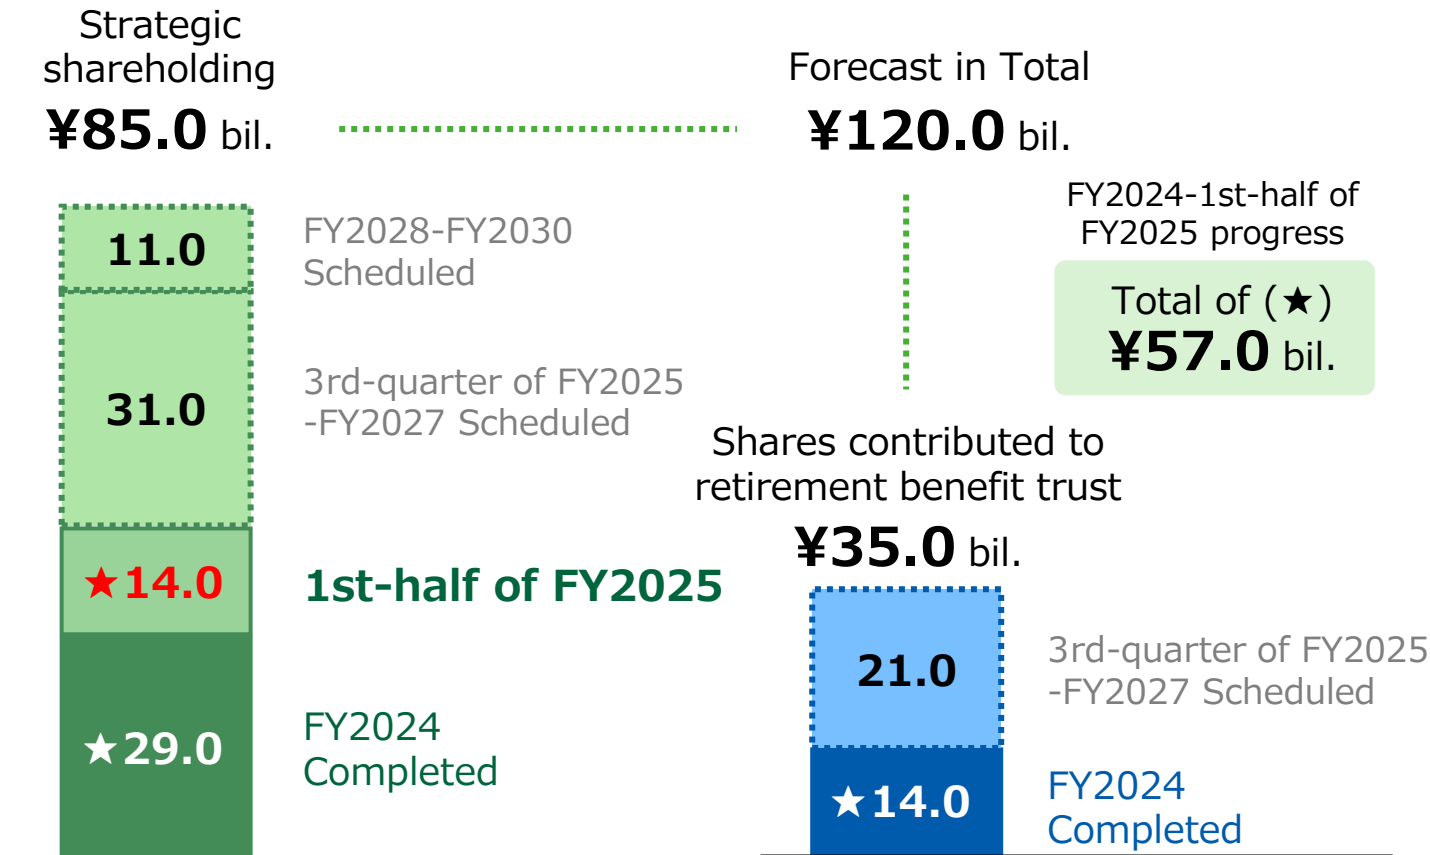 Strategic
shareholding
¥85.0 bil.
Forecast in Total
¥120.0 bil.
FY2024-1st-half of
FY2025 progress
Total of (★)
¥57.0 bil.
11.0
FY2028-FY2030
Scheduled
31.0
3rd-quarter of FY2025
-FY2027 Scheduled
★14.0
1st-half of FY2025
★29.0
FY2024
Completed
Shares contributed to
retirement benefit trust
¥35.0 bil.
21.0
3rd-quarter of FY2025
-FY2027 Scheduled
★14.0
FY2024
Completed